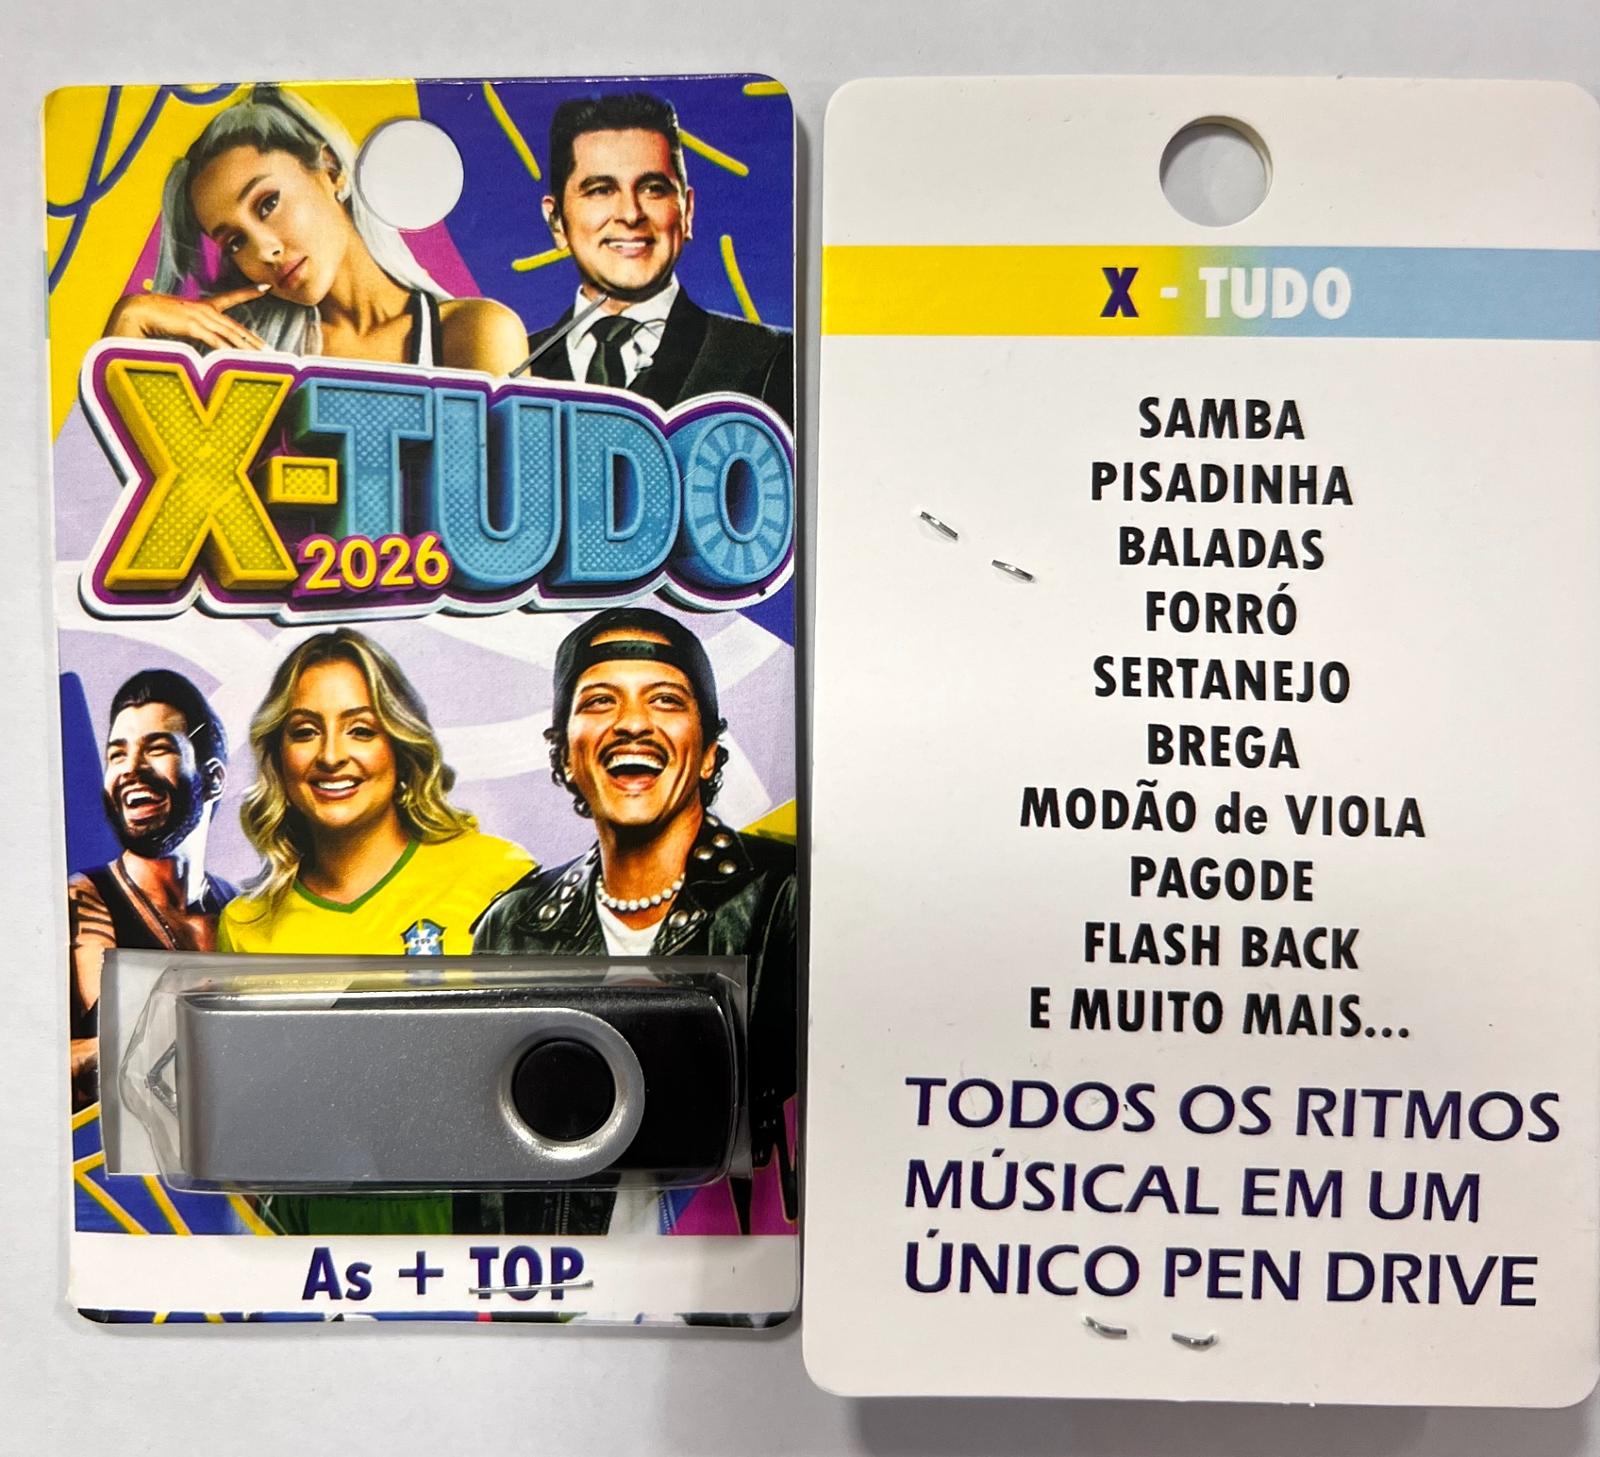 X-TUDO
2026
As + TOP
X - TUDO
SAMBA
PISADINHA
BALADAS
FORRÓ
SERTANEJO
BREGA
MODÃO de VIOLA
PAGODE
FLASH BACK
E MUITO MAIS...
TODOS OS RITMOS
MÚSICAL EM UM
ÚNICO PEN DRIVE